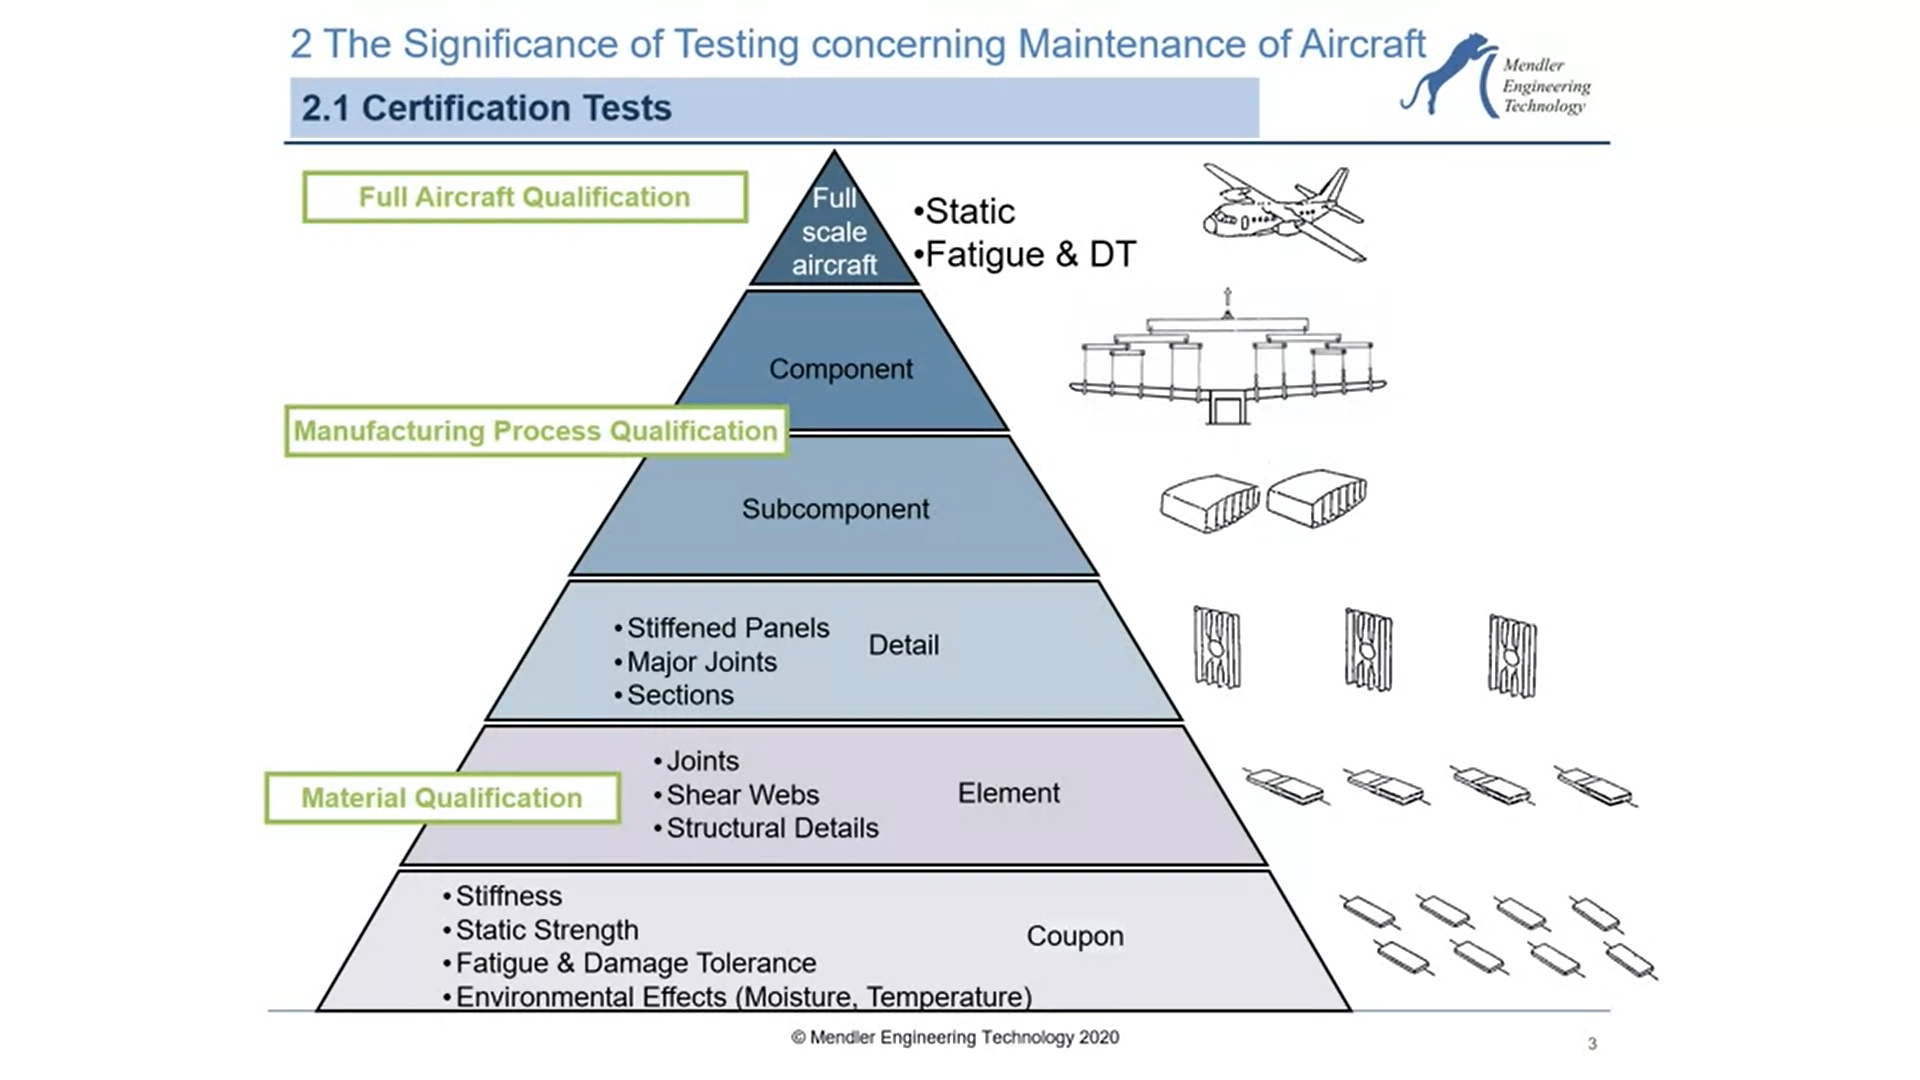 2 The Significance of Testing concerning Maintenance of Aircraft
Mendler
Engineering
Technology
2.1 Certification Tests
Full Aircraft Qualification
Full
scale
aircraft
•Static
•Fatigue & DT
Component
Manufacturing Process Qualification
Subcomponent
•Stiffened Panels
•Major Joints
•Sections
Detail
Material Qualification
•Joints
•Shear Webs
•Structural Details
Element
•Stiffness
•Static Strength
•Fatigue & Damage Tolerance
•Environmental Effects (Moisture, Temperature)
Coupon
© Mendler Engineering Technology 2020
3